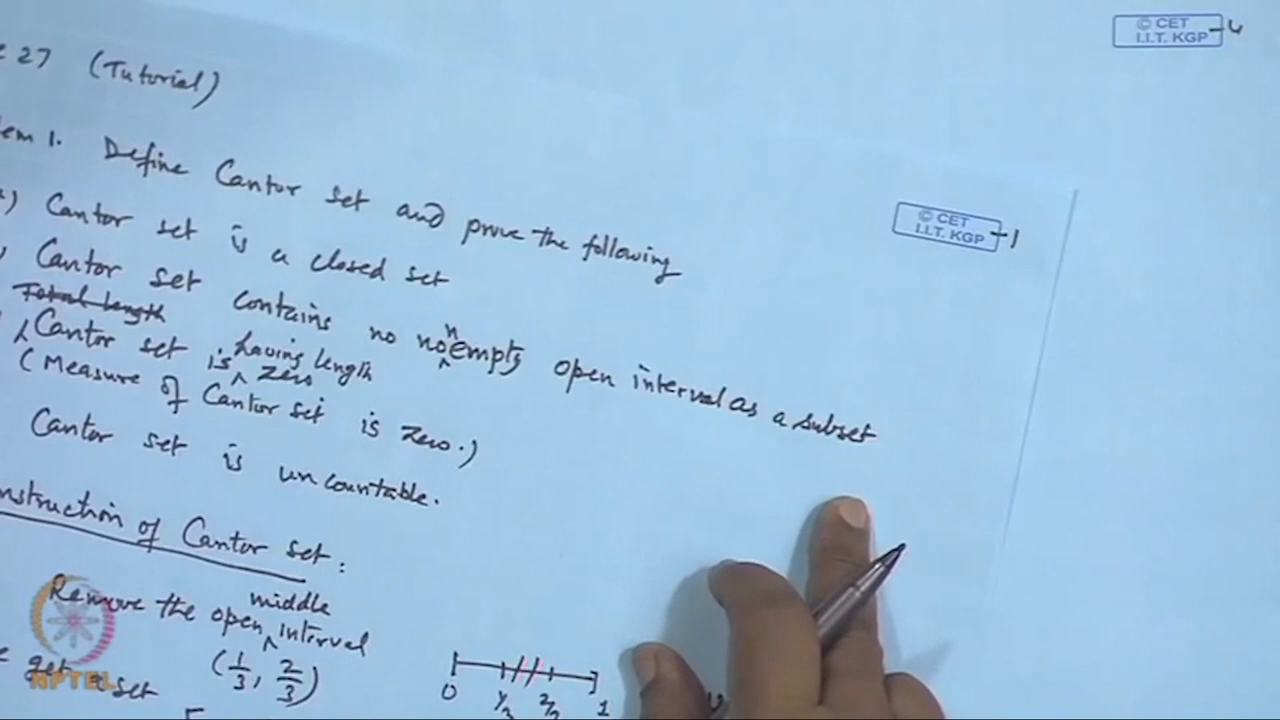 © CET
I.I.T. KGP
27 (Tutorial)
1. Define Cantor set and prove the following
© CET
I.I.T. KGP -1
) Cantor set is a closed set
Cantor set contains no nonempty open interval as a subset
Cantor set is having length zero
(Measure of Cantor set is zero.)
Cantor set is uncountable.
nstruction of Cantor set:
Remove the open middle interval
(1/3, 2/3)
get set
0 1/3 2/3 1
NPTEL